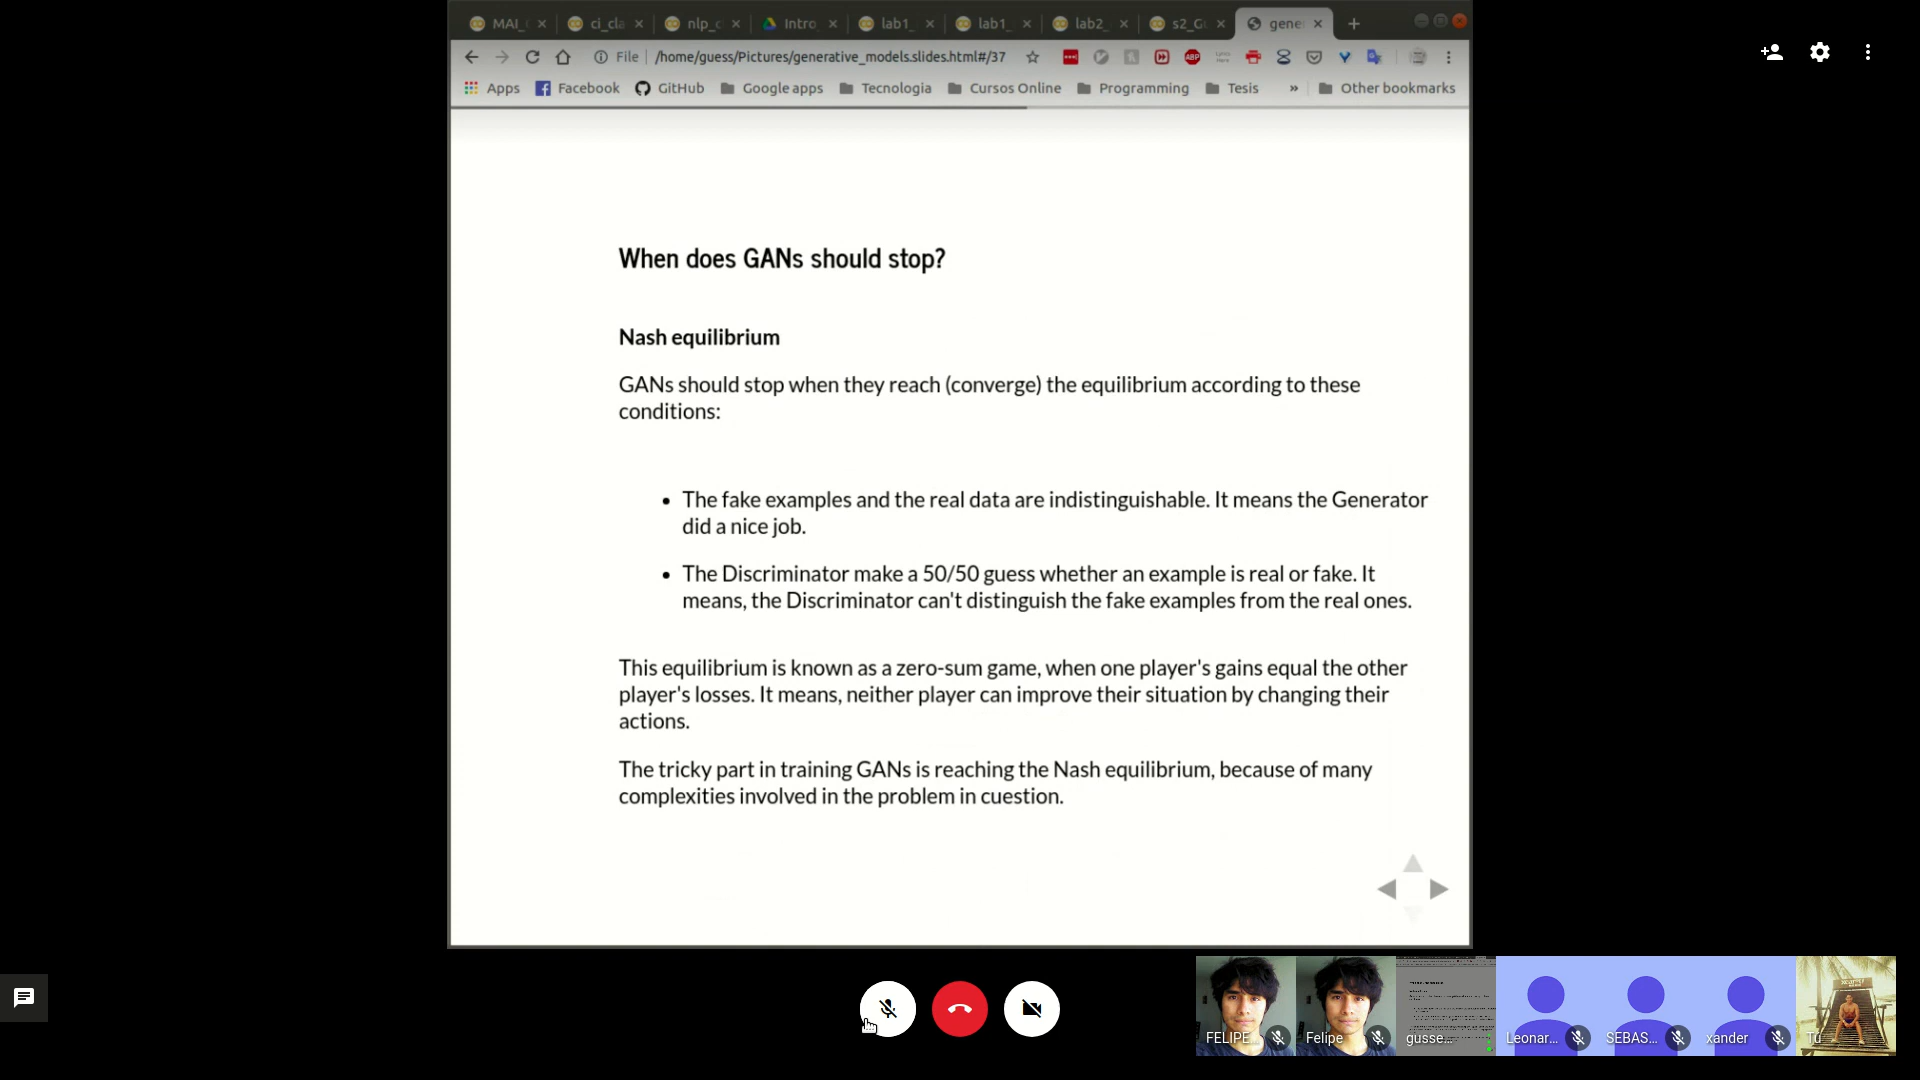 MAI_
ci_cla
nlp_c
Intro
lab1_
lab1_
lab2_
s2_G
gene
File
/home/guess/Pictures/generative_models.slides.html#/37
ABP
Apps
Facebook
GitHub
Google apps
Tecnologia
Cursos Online
Programming
Tesis
»
Other bookmarks
When does GANs should stop?
Nash equilibrium
GANs should stop when they reach (converge) the equilibrium according to these
conditions:
• The fake examples and the real data are indistinguishable. It means the Generator
did a nice job.
• The Discriminator make a 50/50 guess whether an example is real or fake. It
means, the Discriminator can't distinguish the fake examples from the real ones.
This equilibrium is known as a zero-sum game, when one player's gains equal the other
player's losses. It means, neither player can improve their situation by changing their
actions.
The tricky part in training GANs is reaching the Nash equilibrium, because of many
complexities involved in the problem in cuestion.
FELIPE...
Felipe
gusse...
Leonar...
SEBAS...
xander
Tú